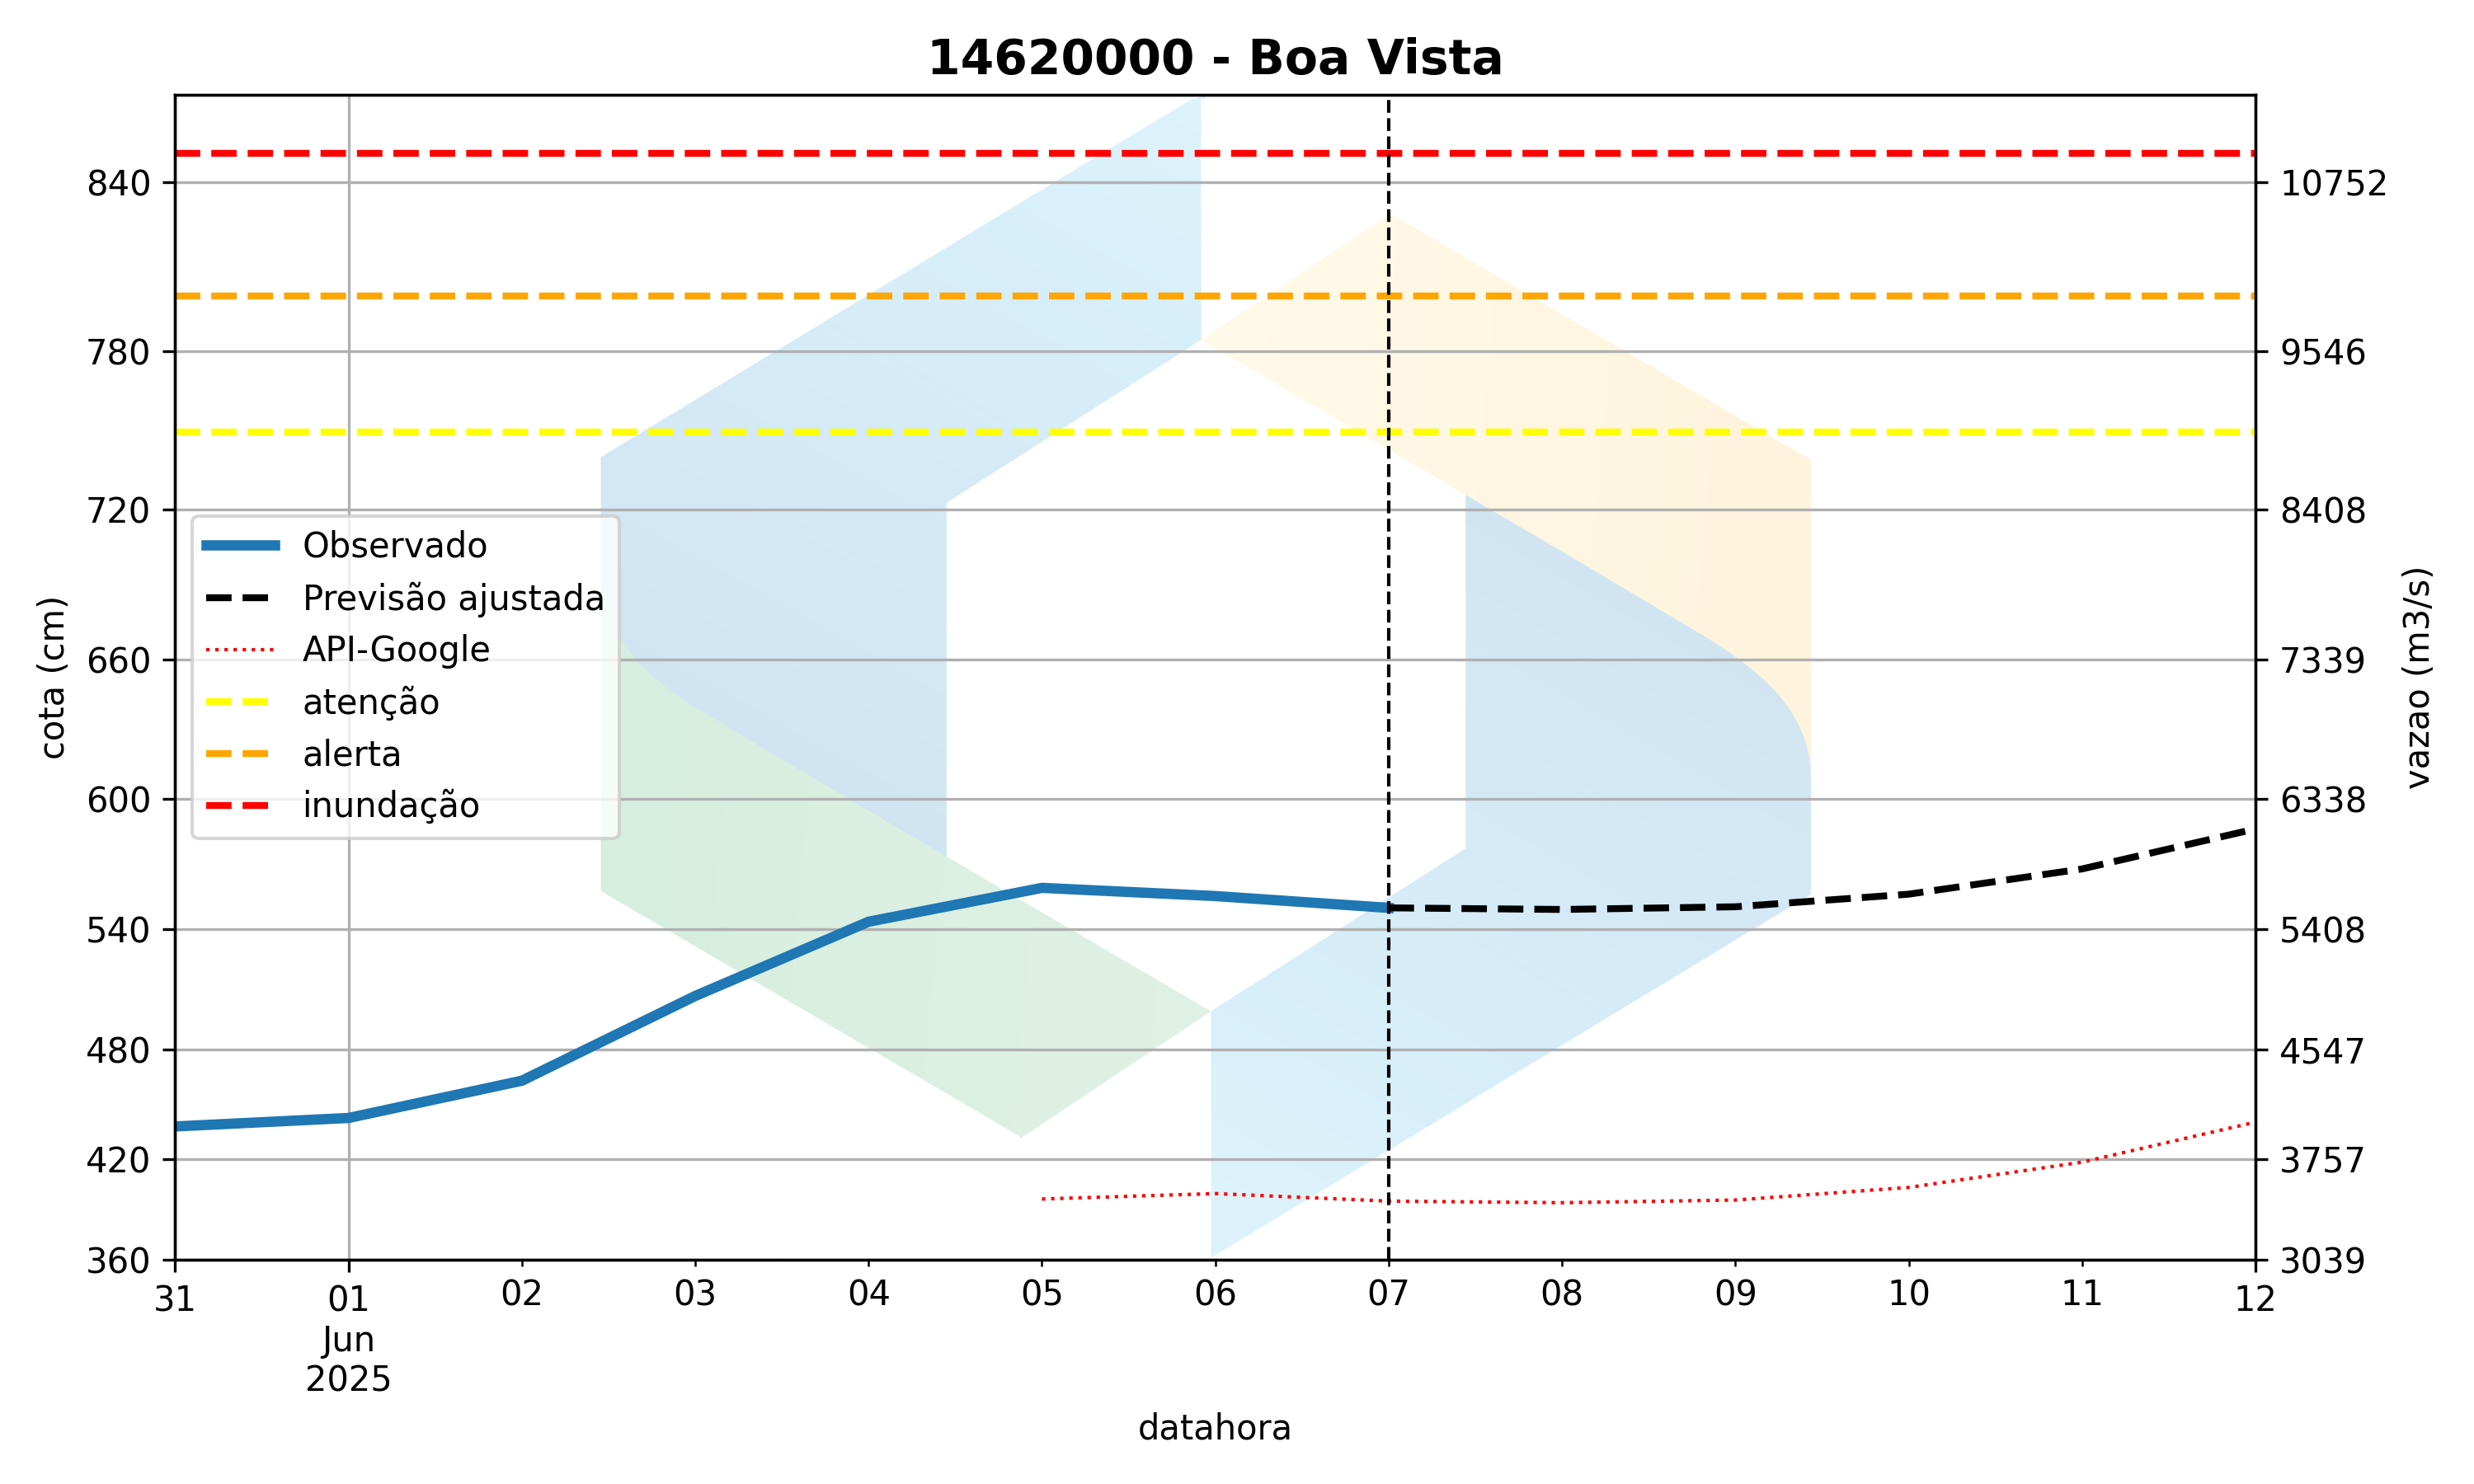 14620000 - Boa Vista
840
780
720
660
600
540
480
420
360
cota (cm)
10752
9546
8408
7339
6338
5408
4547
3757
3039
vazao (m3/s)
Observado
Previsão ajustada
API-Google
atenção
alerta
inundação
31 01 02 03 04 05 06 07 08 09 10 11 12
Jun
2025
datahora